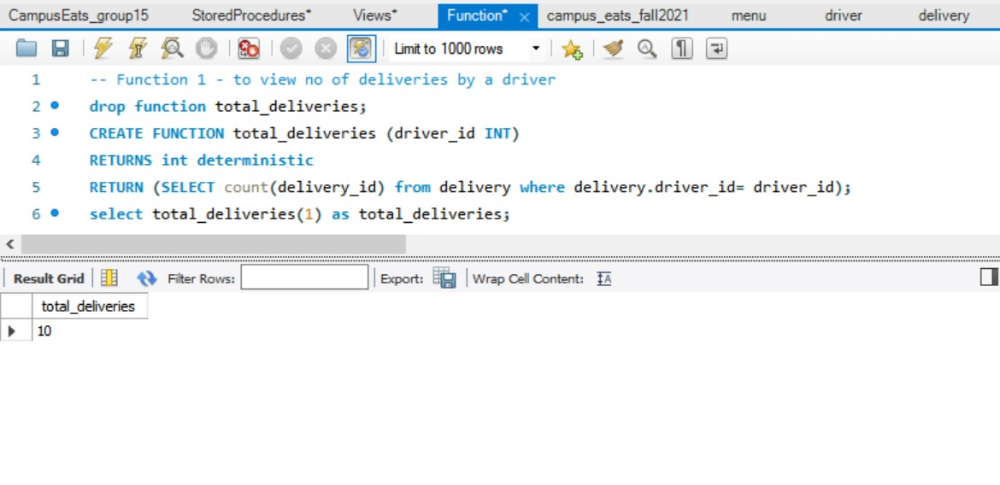 CampusEats_group15 StoredProcedures* Views* Function* × campus_eats_fall2021 menu driver delivery
Limit to 1000 rows
1 -- Function 1 - to view no of deliveries by a driver
2 drop function total_deliveries;
3 CREATE FUNCTION total_deliveries (driver_id INT)
4 RETURNS int deterministic
5 RETURN (SELECT count(delivery_id) from delivery where delivery.driver_id= driver_id);
6 select total_deliveries(1) as total_deliveries;
Result Grid Filter Rows: Export: Wrap Cell Content: IA
total_deliveries
10